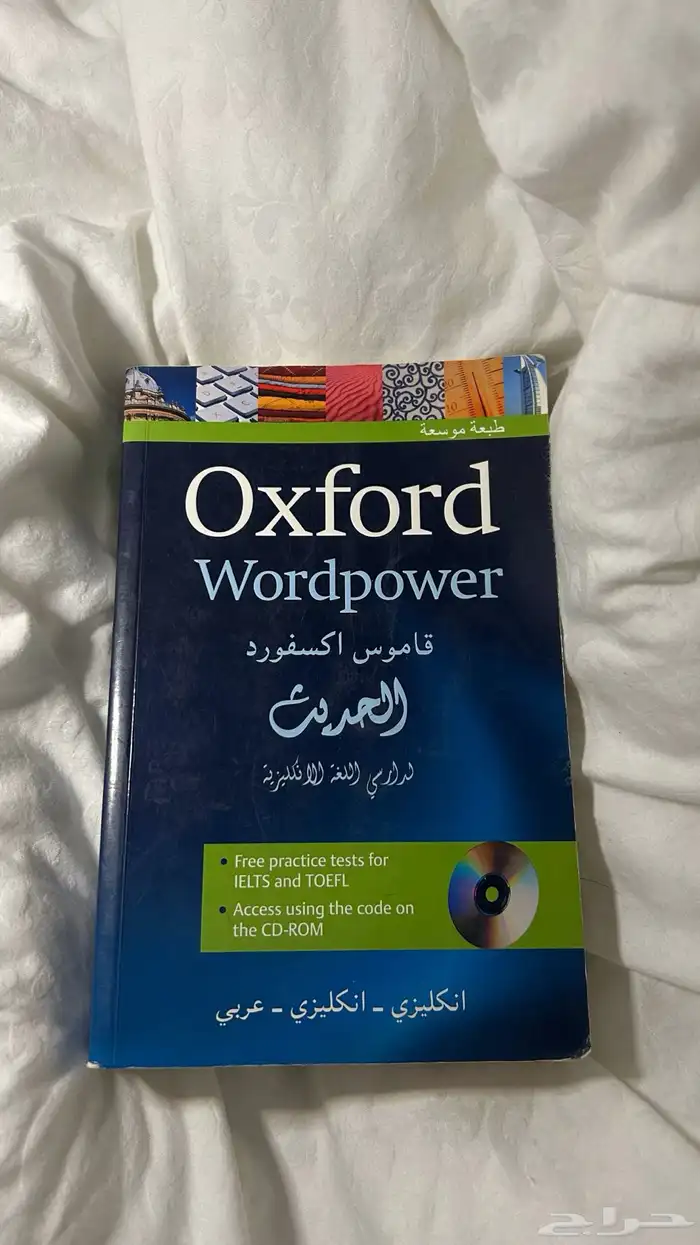 طبعة موسعة
Oxford
Wordpower
قاموس اكسفورد
الحديث
لدارسي اللغة الانكليزية
• Free practice tests for
IELTS and TOEFL
• Access using the code on
the CD-ROM
انكليزي - انكليزي - عربي
حراج